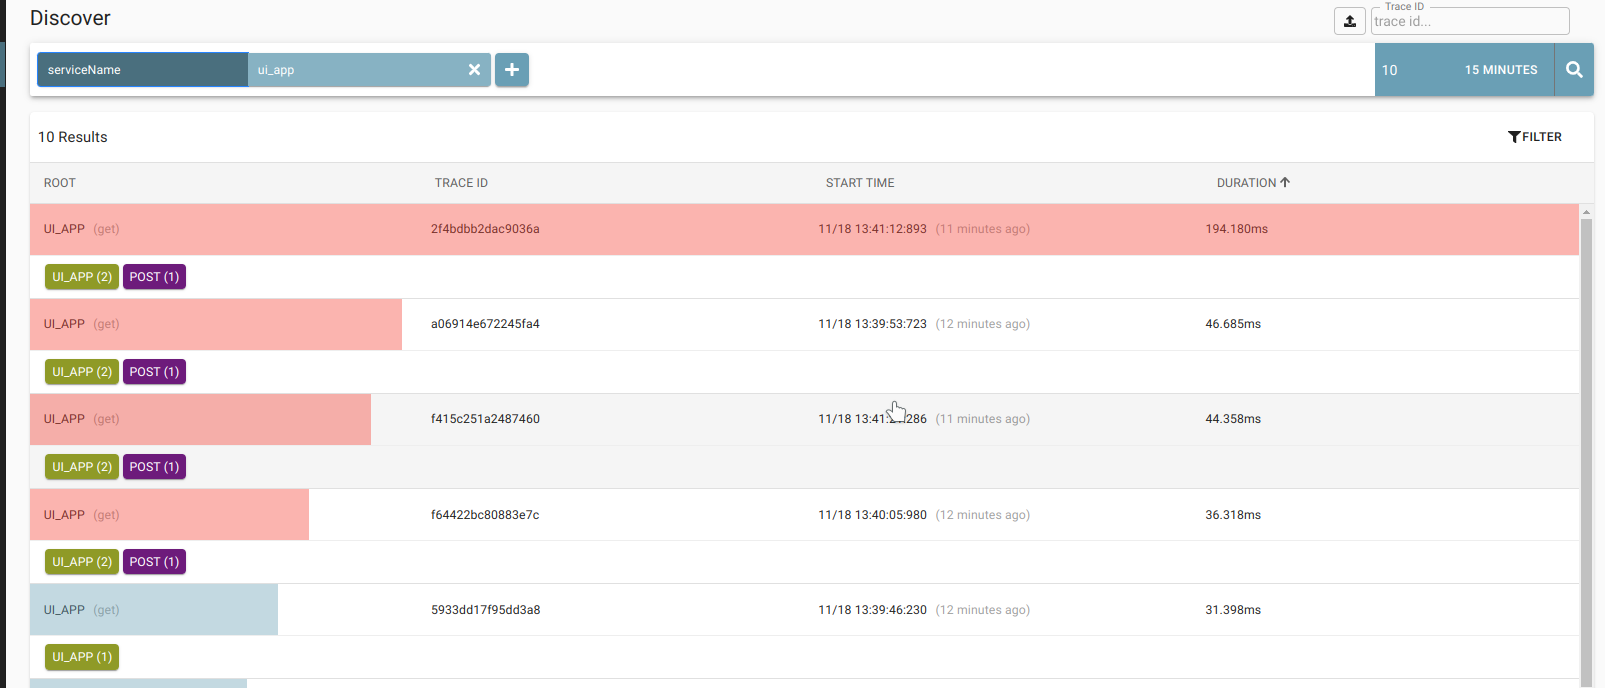 Discover
Trace ID
trace id...
serviceName ui_app
10 15 MINUTES
10 Results
FILTER
ROOT TRACE ID START TIME DURATION
UI_APP (get) 2f4bdbb2dac9036a 11/18 13:41:12:893 (11 minutes ago) 194.180ms
UI_APP (2) POST (1)
UI_APP (get) a06914e672245fa4 11/18 13:39:53:723 (12 minutes ago) 46.685ms
UI_APP (2) POST (1)
UI_APP (get) f415c251a2487460 11/18 (11 minutes ago) 44.358ms
UI_APP (2) POST (1)
UI_APP (get) f64422bc80883e7c 11/18 13:40:05:980 (12 minutes ago) 36.318ms
UI_APP (2) POST (1)
UI_APP (get) 5933dd17f95dd3a8 11/18 13:39:46:230 (12 minutes ago) 31.398ms
UI_APP (1)